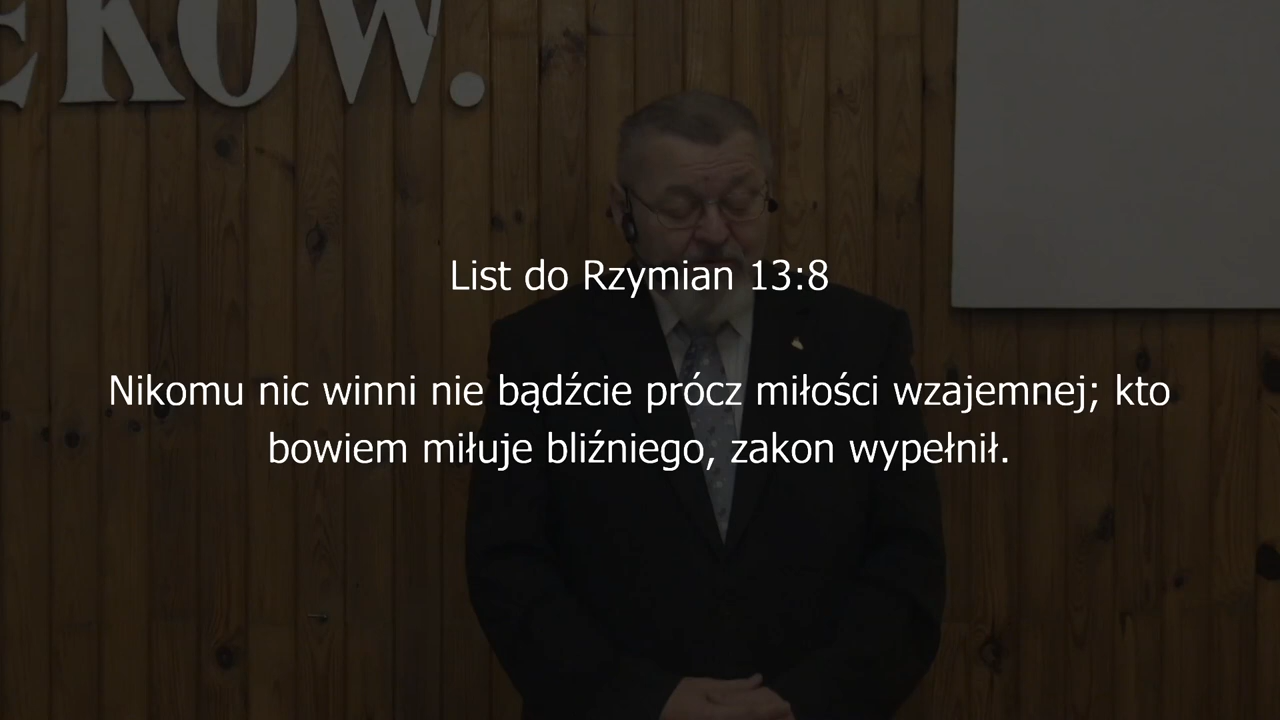 EKÓW.
List do Rzymian 13:8
Nikomu nic winni nie bądźcie prócz miłości wzajemnej; kto
bowiem miłuje bliźniego, zakon wypełnił.